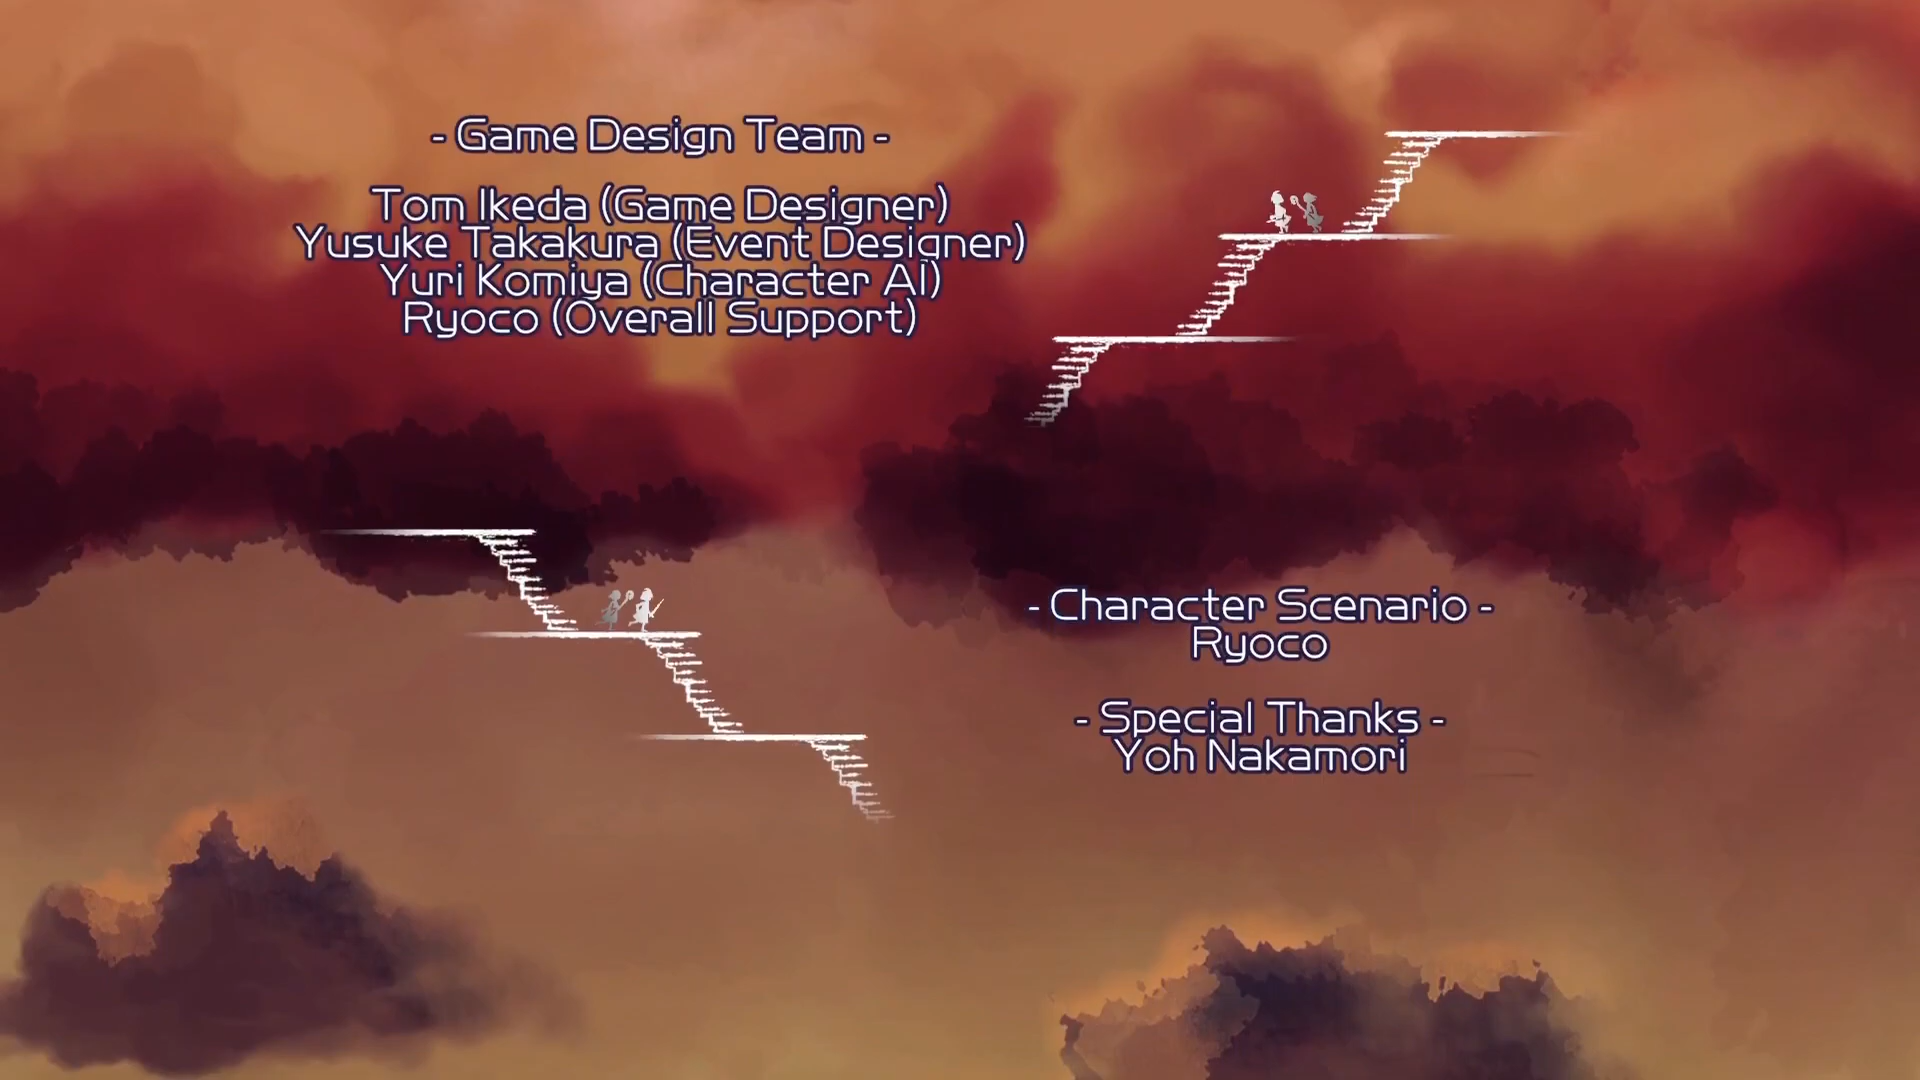 - Game Design Team -
Tom Ikeda (Game Designer)
Yusuke Takakura (Event Designer)
Yuri Komiya (Character AI)
Ryoco (Overall Support)
- Character Scenario -
Ryoco
- Special Thanks -
Yoh Nakamori